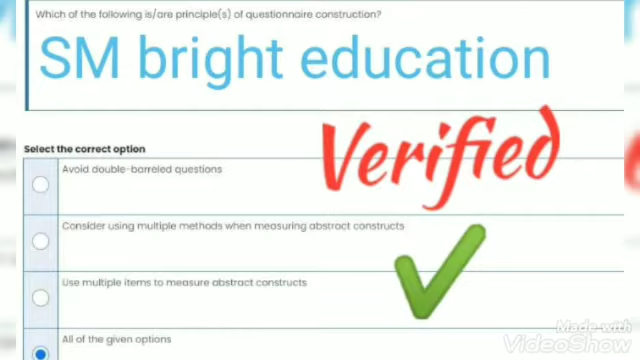 Which of the following is/are principle(s) of questionnaire construction?
SM bright education
Verified
Select the correct option
Avoid double-barreled questions
Consider using multiple methods when measuring abstract constructs
Use multiple items to measure abstract constructs
All of the given options
Made with
VideoShow